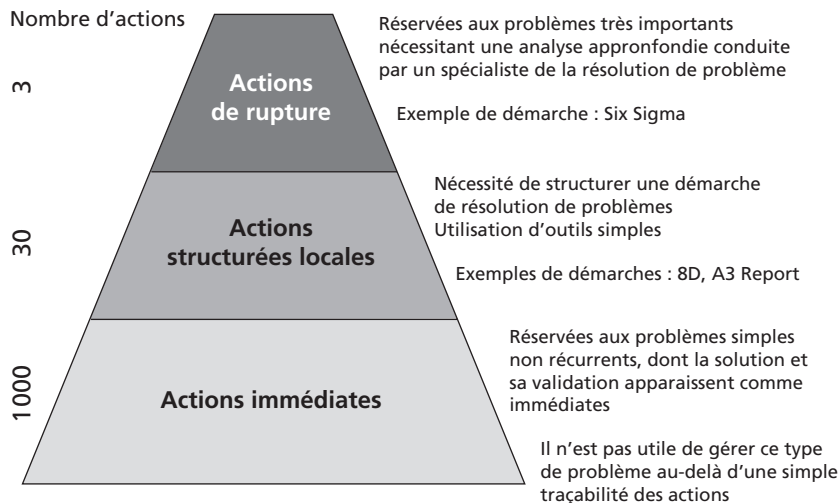 Nombre d’actions
3
Actions
de rupture
Réservées aux problèmes très importants
nécessitant une analyse appronfondie conduite
par un spécialiste de la résolution de problème
Exemple de démarche : Six Sigma
30
Actions
structurées locales
Nécessité de structurer une démarche
de résolution de problèmes
Utilisation d’outils simples
Exemples de démarches : 8D, A3 Report
1000
Actions immédiates
Réservées aux problèmes simples
non récurrents, dont la solution et
sa validation apparaissent comme
immédiates
Il n’est pas utile de gérer ce type
de problème au-delà d’une simple
traçabilité des actions